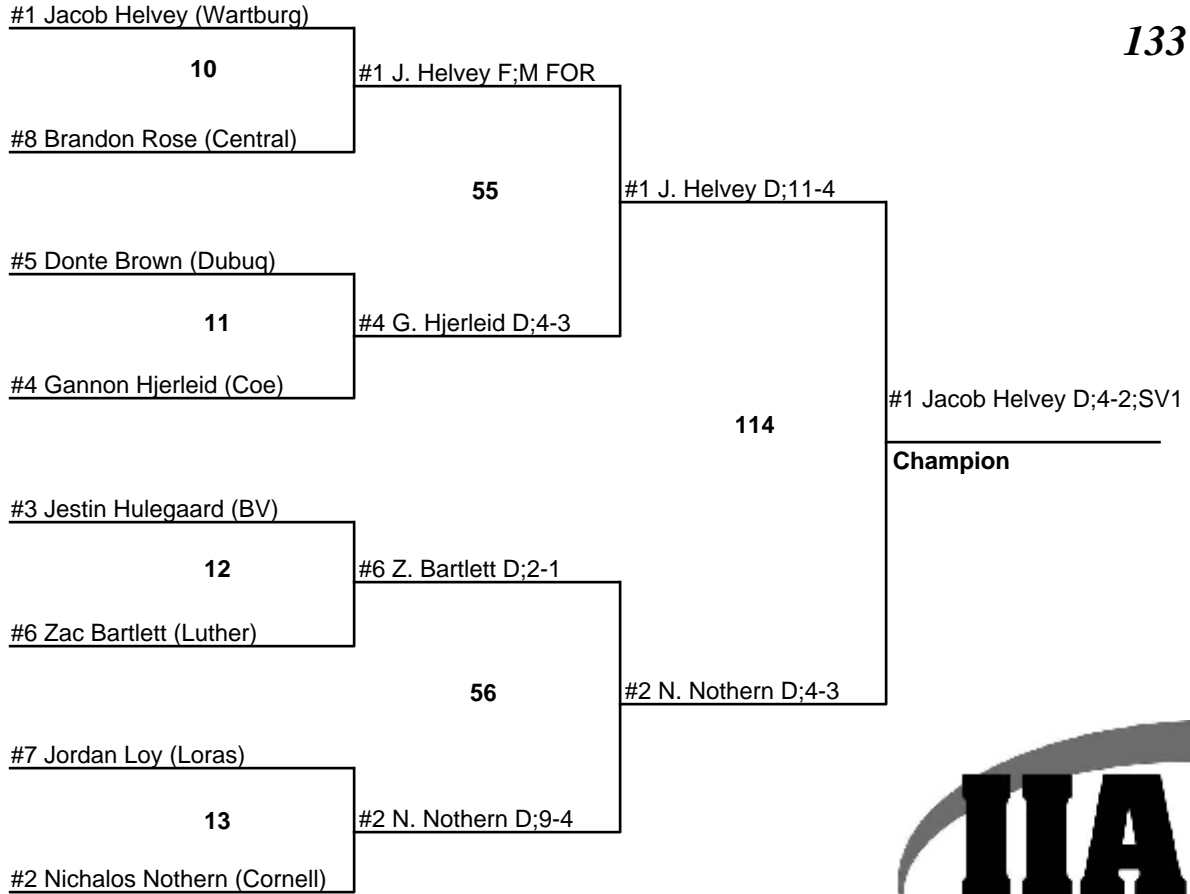 #1 Jacob Helvey (Wartburg)
133
10
#1 J. Helvey F;M FOR
#8 Brandon Rose (Central)
55
#1 J. Helvey D;11-4
#5 Donte Brown (Dubuq)
11
#4 G. Hjerleid D;4-3
#4 Gannon Hjerleid (Coe)
#1 Jacob Helvey D;4-2;SV1
114
Champion
#3 Jestin Hulegaard (BV)
12
#6 Z. Bartlett D;2-1
#6 Zac Bartlett (Luther)
56
#2 N. Nothern D;4-3
#7 Jordan Loy (Loras)
13
#2 N. Nothern D;9-4
#2 Nichalos Nothern (Cornell)
IIA